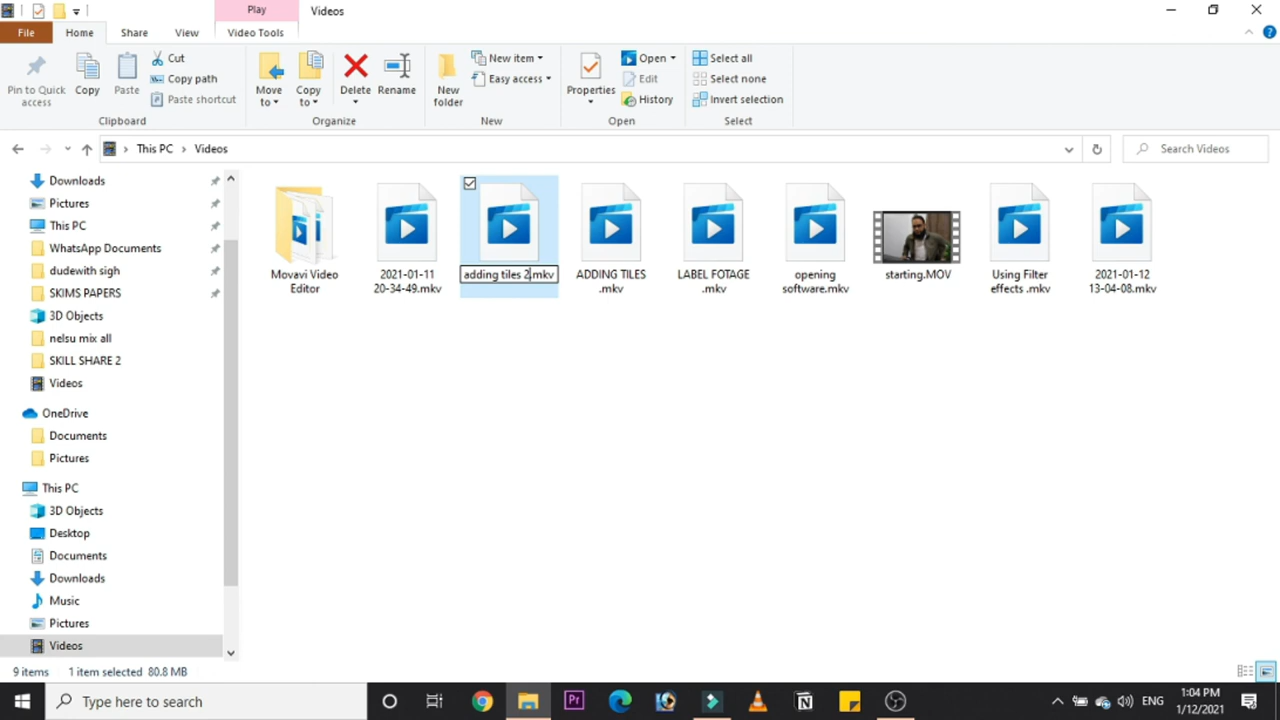 Play
Videos
File
Home
Share
View
Video Tools
Pin to Quick
access
Copy
Paste
Cut
Copy path
Paste shortcut
Clipboard
Move
to
Copy
to
Delete
Rename
Organize
New
folder
New item
Easy access
New
Properties
Open
Edit
History
Open
Select all
Select none
Invert selection
Select
This PC
Videos
Search Videos
Downloads
Pictures
This PC
WhatsApp Documents
dudewith sigh
SKIMS PAPERS
3D Objects
nelsu mix all
SKILL SHARE 2
Videos
OneDrive
Documents
Pictures
This PC
3D Objects
Desktop
Documents
Downloads
Music
Pictures
Videos
Movavi Video
Editor
2021-01-11
20-34-49.mkv
adding tiles 2.mkv
ADDING TILES
.mkv
LABEL FOTAGE
.mkv
opening
software.mkv
starting.MOV
Using Filter
effects .mkv
2021-01-12
13-04-08.mkv
9 items
1 item selected 80.8 MB
Type here to search
Pr
N
ENG
1:04 PM
1/12/2021